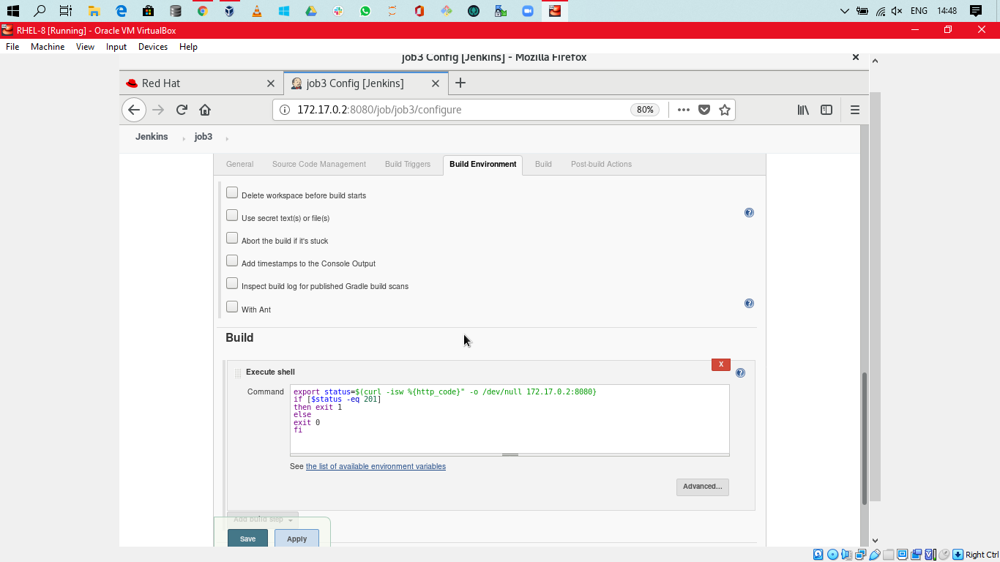 ENG 14:48
RHEL-8 [Running] - Oracle VM VirtualBox
File Machine View Input Devices Help
job3 Config [Jenkins] - Mozilla Firefox
Red Hat
job3 Config [Jenkins]
172.17.0.2:8080/job/job3/configure 80%
Jenkins job3
General Source Code Management Build Triggers Build Environment Build Post-build Actions
Delete workspace before build starts
Use secret text(s) or file(s)
Abort the build if it's stuck
Add timestamps to the Console Output
Inspect build log for published Gradle build scans
With Ant
Build
X
Execute shell
Command
export status=$(curl -isw %{http_code}" -o /dev/null 172.17.0.2:8080}
if [$status -eq 201]
then exit 1
else
exit 0
fi
See the list of available environment variables
Advanced...
Add build step
Save Apply
Right Ctrl